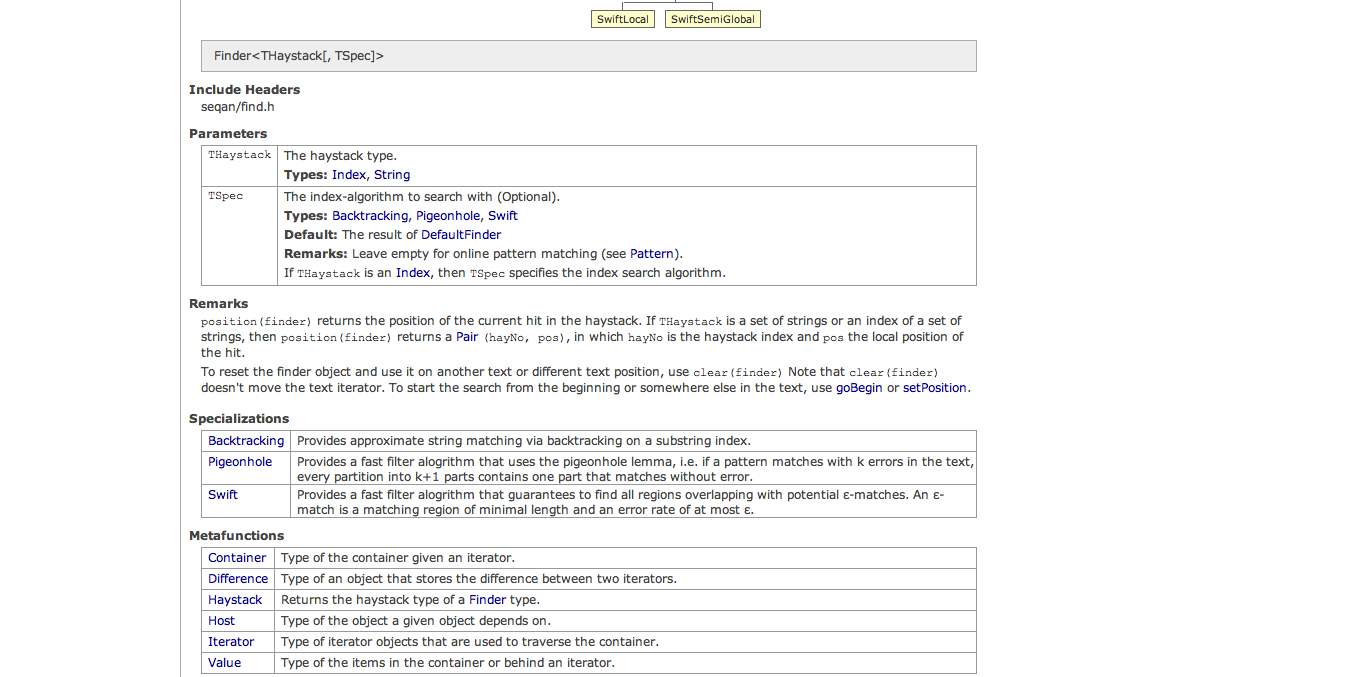 SwiftLocal SwiftSemiGlobal
Finder<THaystack[, TSpec]>
Include Headers
seqan/find.h
Parameters
THaystack The haystack type.
Types: Index, String
TSpec The index-algorithm to search with (Optional).
Types: Backtracking, Pigeonhole, Swift
Default: The result of DefaultFinder
Remarks: Leave empty for online pattern matching (see Pattern).
If THaystack is an Index, then TSpec specifies the index search algorithm.
Remarks
position(finder) returns the position of the current hit in the haystack. If THaystack is a set of strings or an index of a set of
strings, then position(finder) returns a Pair (hayNo, pos), in which hayNo is the haystack index and pos the local position of
the hit.
To reset the finder object and use it on another text or different text position, use clear(finder) Note that clear(finder)
doesn't move the text iterator. To start the search from the beginning or somewhere else in the text, use goBegin or setPosition.
Specializations
Backtracking Provides approximate string matching via backtracking on a substring index.
Pigeonhole Provides a fast filter alogrithm that uses the pigeonhole lemma, i.e. if a pattern matches with k errors in the text,
every partition into k+1 parts contains one part that matches without error.
Swift Provides a fast filter alogrithm that guarantees to find all regions overlapping with potential ε-matches. An ε-
match is a matching region of minimal length and an error rate of at most ε.
Metafunctions
Container Type of the container given an iterator.
Difference Type of an object that stores the difference between two iterators.
Haystack Returns the haystack type of a Finder type.
Host Type of the object a given object depends on.
Iterator Type of iterator objects that are used to traverse the container.
Value Type of the items in the container or behind an iterator.